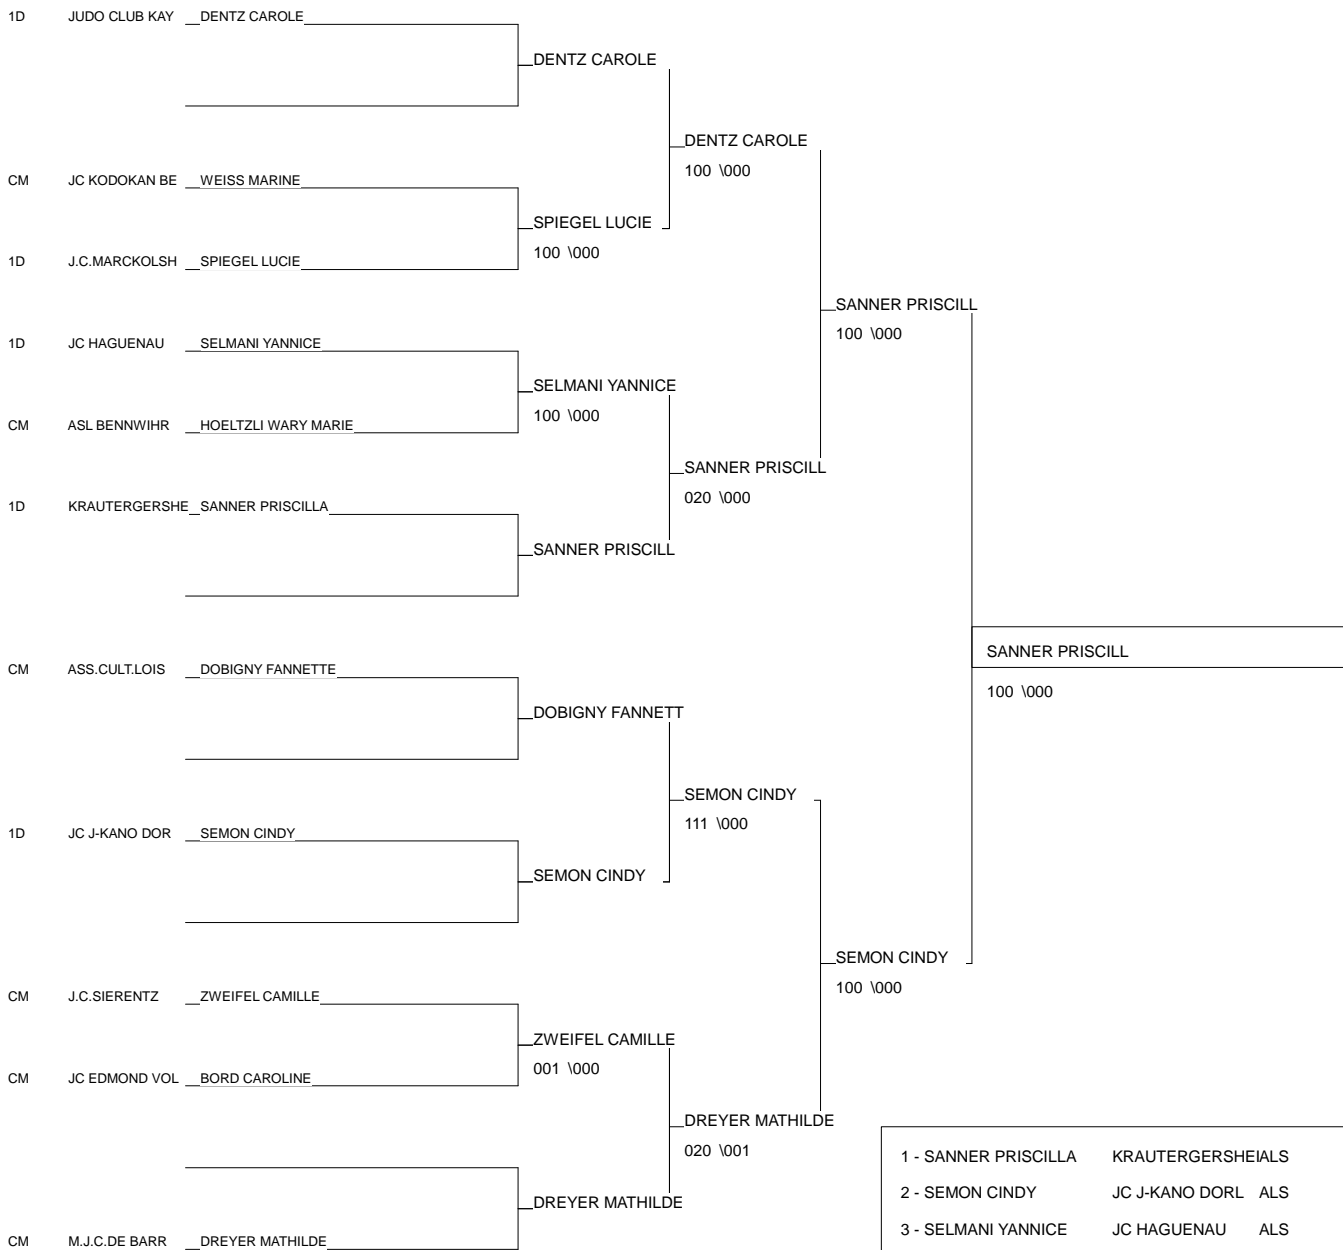 1D JUDO CLUB KAY DENTZ CAROLE
DENTZ CAROLE
DENTZ CAROLE
100 \000
CM JC KODOKAN BE WEISS MARINE
SPIEGEL LUCIE
100 \000
1D J.C.MARCKOLSH SPIEGEL LUCIE
SANNER PRISCILL
100 \000
1D JC HAGUENAU SELMANI YANNICE
SELMANI YANNICE
100 \000
CM ASL BENNWIHR HOELTZLI WARY MARIE
SANNER PRISCILL
020 \000
1D KRAUTERGERSHE SANNER PRISCILLA
SANNER PRISCILL
SANNER PRISCILL
100 \000
CM ASS.CULT.LOIS DOBIGNY FANNETTE
DOBIGNY FANNETT
SEMON CINDY
111 \000
1D JC J-KANO DOR SEMON CINDY
SEMON CINDY
SEMON CINDY
100 \000
CM J.C.SIERENTZ ZWEIFEL CAMILLE
ZWEIFEL CAMILLE
001 \000
CM JC EDMOND VOL BORD CAROLINE
DREYER MATHILDE
020 \001
DREYER MATHILDE
CM M.J.C.DE BARR DREYER MATHILDE
1 - SANNER PRISCILLA KRAUTERGERSHEIALS
2 - SEMON CINDY JC J-KANO DORL ALS
3 - SELMANI YANNICE JC HAGUENAU ALS